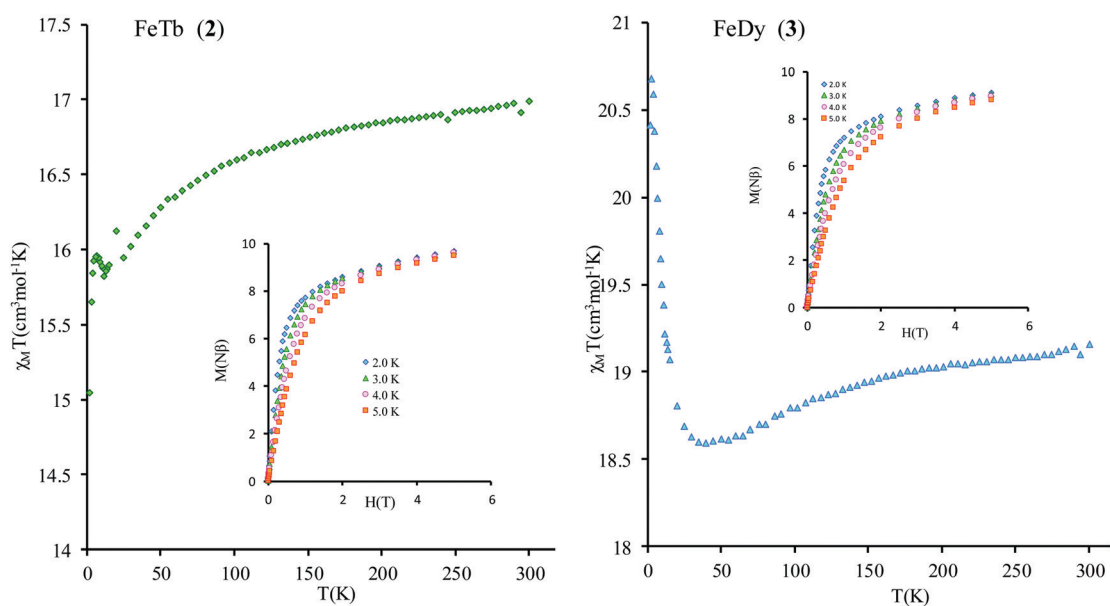 FeTb (2)
17.5
17
16.5
16
15.5
15
14.5
14
χMT(cm³mol⁻¹K)
0
50
100
150
200
250
300
T(K)
10
8
6
4
2
0
M(Nβ)
0
2
4
6
H(T)
2.0 K
3.0 K
4.0 K
5.0 K
FeDy (3)
21
20.5
20
19.5
19
18.5
18
χMT(cm³mol⁻¹K)
0
50
100
150
200
250
300
T(K)
10
8
6
4
2
0
M(Nβ)
0
2
4
6
H(T)
2.0 K
3.0 K
4.0 K
5.0 K